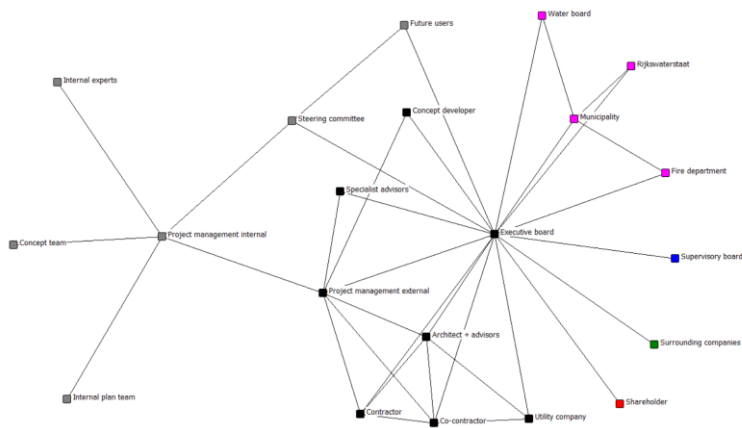 Water board
Future users
Rijkswaterstaat
Internal experts
Concept developer
Municipality
Steering committee
Fire department
Specialist advisors
Executive board
Project management internal
Concept team
Supervisory board
Project management external
Architect + advisors
Surrounding companies
Internal plan team
Shareholder
Contractor
Utility company
Co-contractor